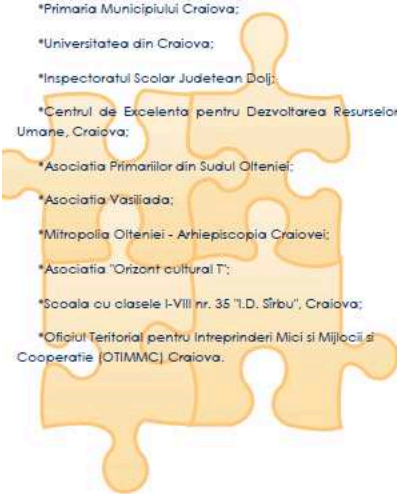 *Primaria Municipiului Craiova;
*Universitatea din Craiova;
*Inspectoratul Scolar Judetean Dolj;
*Centrul de Excelenta pentru Dezvoltarea Resurselor
Umane, Craiova;
*Asociatia Primariilor din Sudul Olteniei;
*Asociatia Vasiliada;
*Mitropolia Olteniei - Arhiepiscopia Craiovei;
*Asociatia "Orizont cultural T";
*Scoala cu clasele I-VIII nr. 35 "I.D. Sîrbu", Craiova;
*Oficiul Teritorial pentru Intreprinderi Mici si Mijlocii si
Cooperatie (OTIMMC) Craiova.